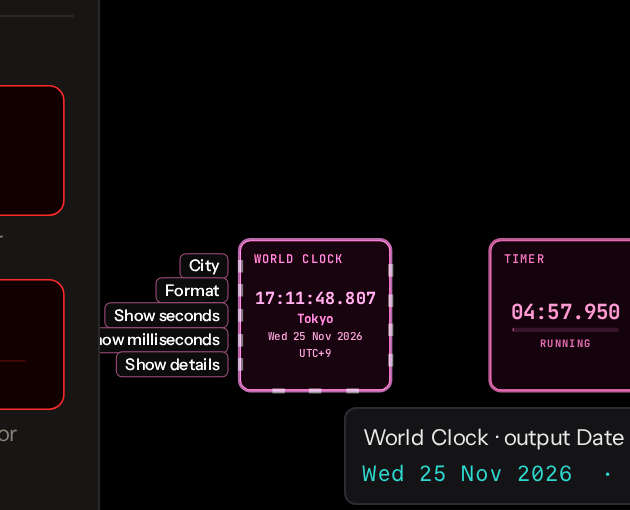 City
Format
Show seconds
milliseconds
Show details
WORLD CLOCK
17:11:48.807
Tokyo
Wed 25 Nov 2026
UTC+9
TIMER
04:57.950
RUNNING
World Clock · output Date
Wed 25 Nov 2026 ·